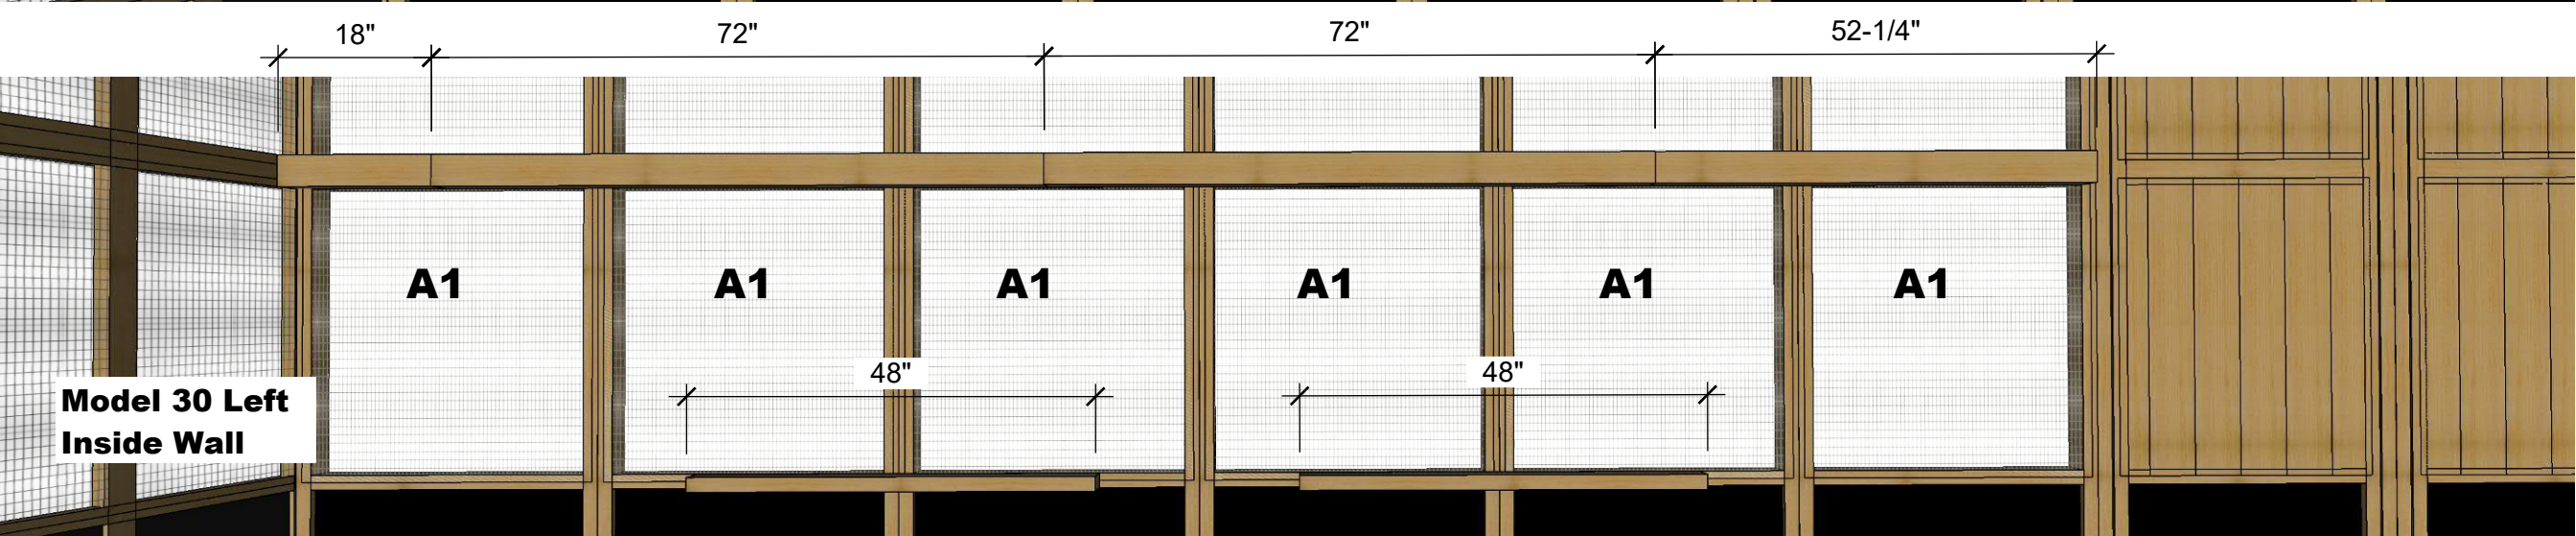 18" 72" 72" 52-1/4"
A1 A1 A1 A1 A1 A1
48" 48"
Model 30 Left
Inside Wall